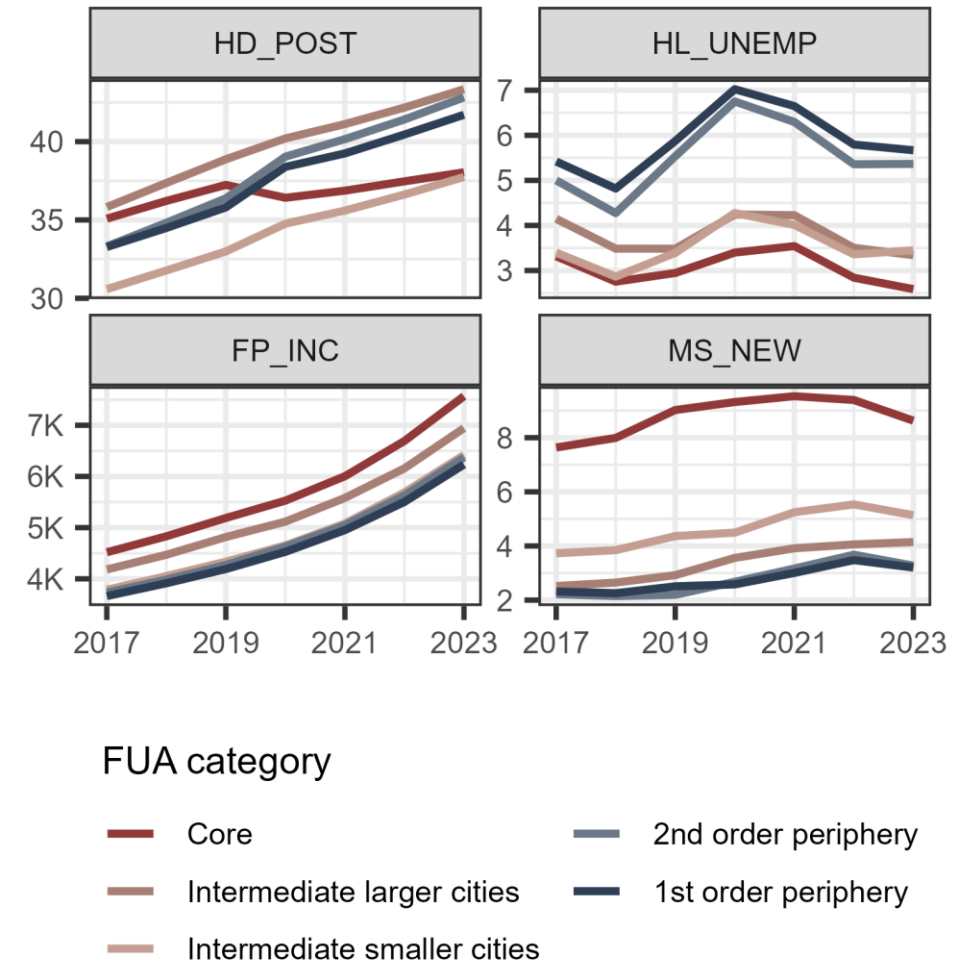 HD_POST HL_UNEMP
40
35
30
7
6
5
4
3
FP_INC MS_NEW
7K
6K
5K
4K
8
6
4
2
2017 2019 2021 2023 2017 2019 2021 2023
FUA category
Core
Intermediate larger cities
Intermediate smaller cities
2nd order periphery
1st order periphery